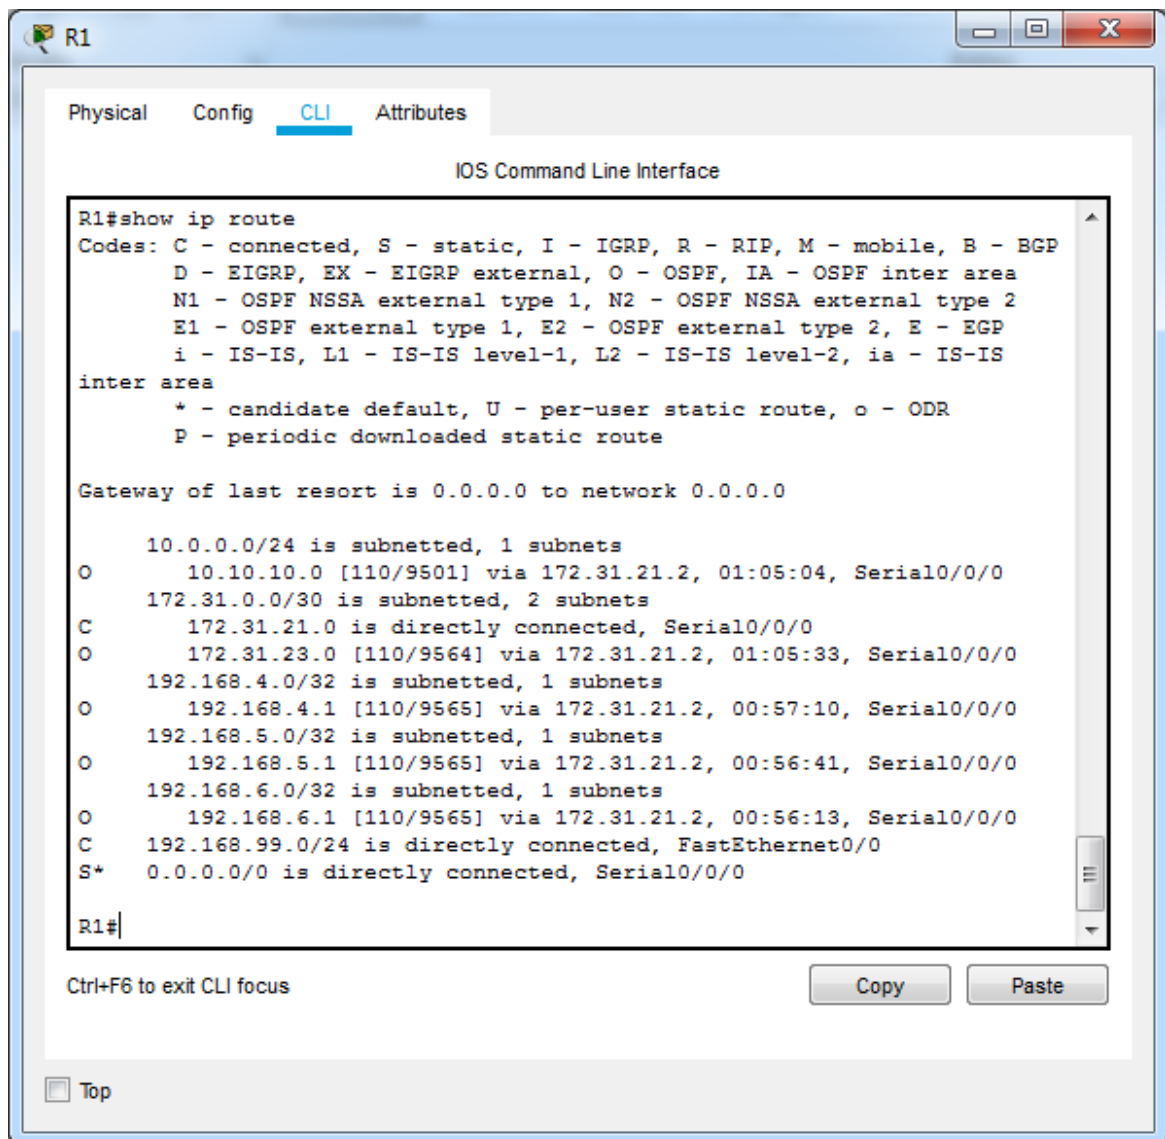 R1
Physical Config CLI Attributes
IOS Command Line Interface
R1#show ip route
Codes: C - connected, S - static, I - IGRP, R - RIP, M - mobile, B - BGP
D - EIGRP, EX - EIGRP external, O - OSPF, IA - OSPF inter area
N1 - OSPF NSSA external type 1, N2 - OSPF NSSA external type 2
E1 - OSPF external type 1, E2 - OSPF external type 2, E - EGP
i - IS-IS, L1 - IS-IS level-1, L2 - IS-IS level-2, ia - IS-IS
inter area
* - candidate default, U - per-user static route, o - ODR
P - periodic downloaded static route
Gateway of last resort is 0.0.0.0 to network 0.0.0.0
10.0.0.0/24 is subnetted, 1 subnets
O 10.10.10.0 [110/9501] via 172.31.21.2, 01:05:04, Serial0/0/0
172.31.0.0/30 is subnetted, 2 subnets
C 172.31.21.0 is directly connected, Serial0/0/0
O 172.31.23.0 [110/9564] via 172.31.21.2, 01:05:33, Serial0/0/0
192.168.4.0/32 is subnetted, 1 subnets
O 192.168.4.1 [110/9565] via 172.31.21.2, 00:57:10, Serial0/0/0
192.168.5.0/32 is subnetted, 1 subnets
O 192.168.5.1 [110/9565] via 172.31.21.2, 00:56:41, Serial0/0/0
192.168.6.0/32 is subnetted, 1 subnets
O 192.168.6.1 [110/9565] via 172.31.21.2, 00:56:13, Serial0/0/0
C 192.168.99.0/24 is directly connected, FastEthernet0/0
S* 0.0.0.0/0 is directly connected, Serial0/0/0
R1#
Ctrl+F6 to exit CLI focus Copy Paste
Top